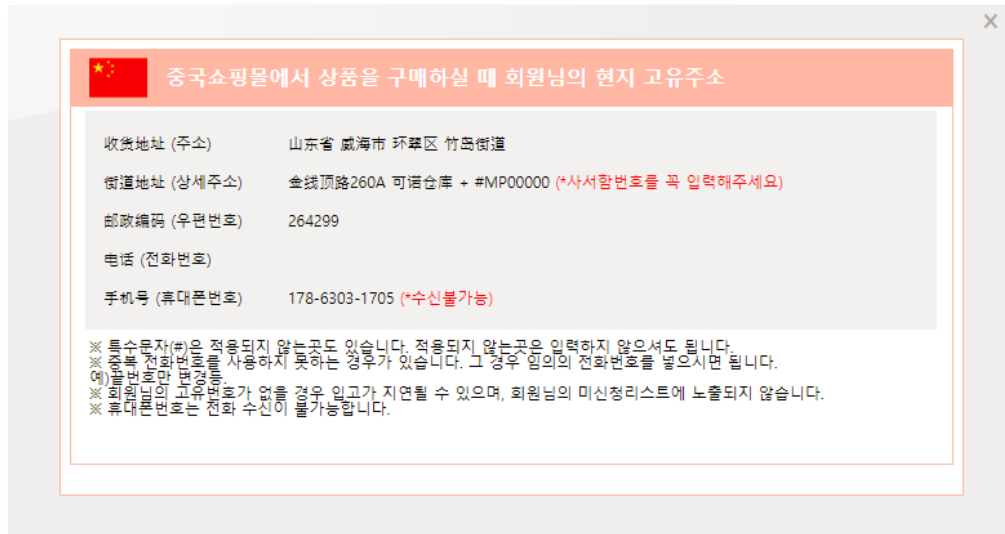 중국쇼핑몰에서 상품을 구매하실 때 회원님의 현지 고유주소
收货地址 (주소) 山东省 威海市 环翠区 竹岛街道
街道地址 (상세주소) 金线顶路260A 可诺仓库 + #MP00000 (*사서함번호를 꼭 입력해주세요)
邮政编码 (우편번호) 264299
电话 (전화번호)
手机号 (휴대폰번호) 178-6303-1705 (*수신불가능)
※ 특수문자(#)은 적용되지 않는곳도 있습니다. 적용되지 않는곳은 입력하지 않으셔도 됩니다.
※ 중복 전화번호를 사용하지 못하는 경우가 있습니다. 그 경우 임의의 전화번호를 넣으시면 됩니다.
예)끝번호만 변경등.
※ 회원님의 고유번호가 없을 경우 입고가 지연될 수 있으며, 회원님의 미신청리스트에 노출되지 않습니다.
※ 휴대폰번호는 전화 수신이 불가능합니다.